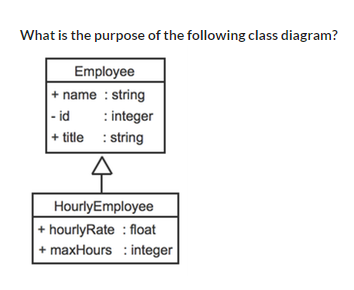 What is the purpose of the following class diagram?
Employee
+ name : string
- id : integer
+ title : string
HourlyEmployee
+ hourlyRate : float
+ maxHours : integer